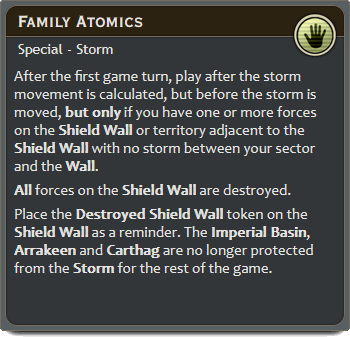 Family Atomics
Special - Storm
After the first game turn, play after the storm
movement is calculated, but before the storm is
moved, but only if you have one or more forces
on the Shield Wall or territory adjacent to the
Shield Wall with no storm between your sector
and the Wall.
All forces on the Shield Wall are destroyed.
Place the Destroyed Shield Wall token on the
Shield Wall as a reminder. The Imperial Basin,
Arrakeen and Carthag are no longer protected
from the Storm for the rest of the game.